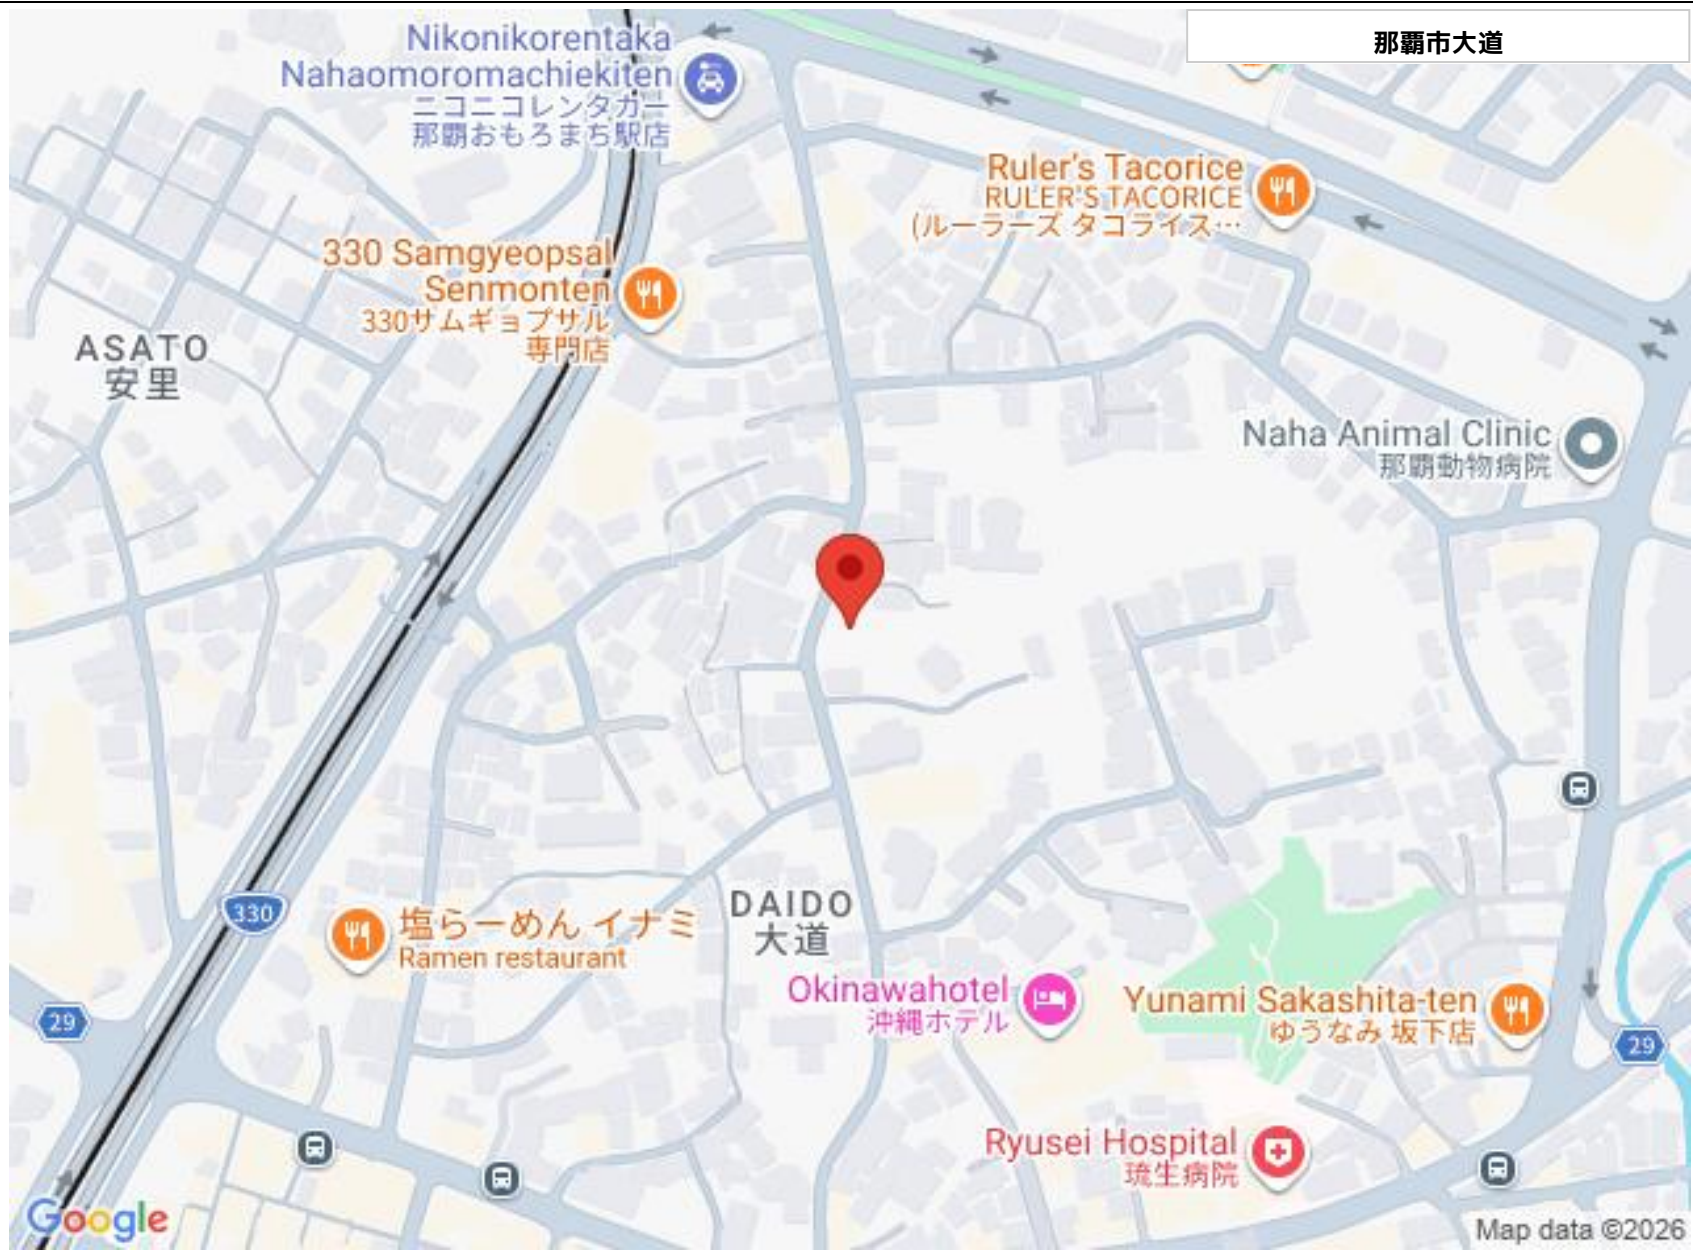 那覇市大道
Nikonikorentaka
Nahaomoromachiekiten
ニコニコレンタカー
那覇おもろまち駅店
Ruler's Tacorice
RULER'S TACORICE
(ルーラーズ タコライス…
330 Samgyeopsal
Senmonten
330サムギョプサル
専門店
ASATO
安里
Naha Animal Clinic
那覇動物病院
330
塩らーめん イナミ
Ramen restaurant
DAIDO
大道
Okinawahotel
沖縄ホテル
Yunami Sakashita-ten
ゆうなみ 坂下店
29
29
Ryusei Hospital
琉生病院
Google
Map data ©2026